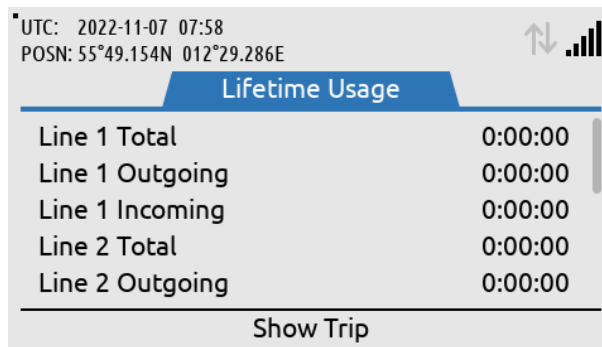 UTC: 2022-11-07 07:58
POSN: 55°49.154N 012°29.286E
Lifetime Usage
Line 1 Total 0:00:00
Line 1 Outgoing 0:00:00
Line 1 Incoming 0:00:00
Line 2 Total 0:00:00
Line 2 Outgoing 0:00:00
Show Trip